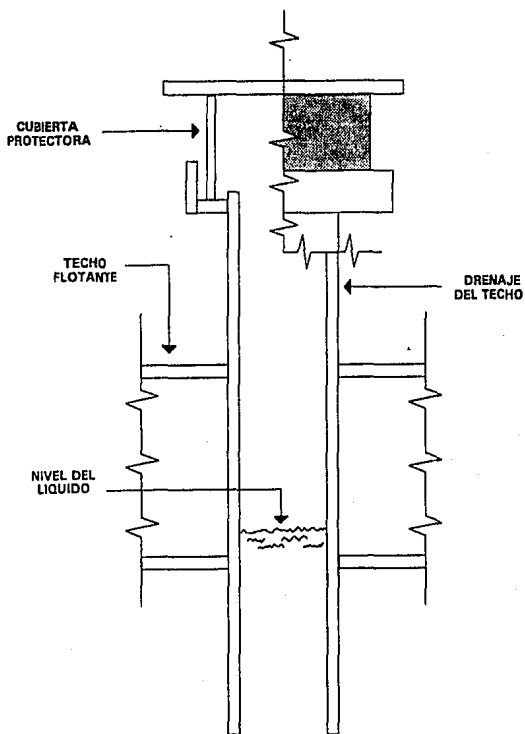 CUBIERTA
PROTECTORA
TECHO
FLOTANTE
DRENAJE
DEL TECHO
NIVEL DEL
LIQUIDO